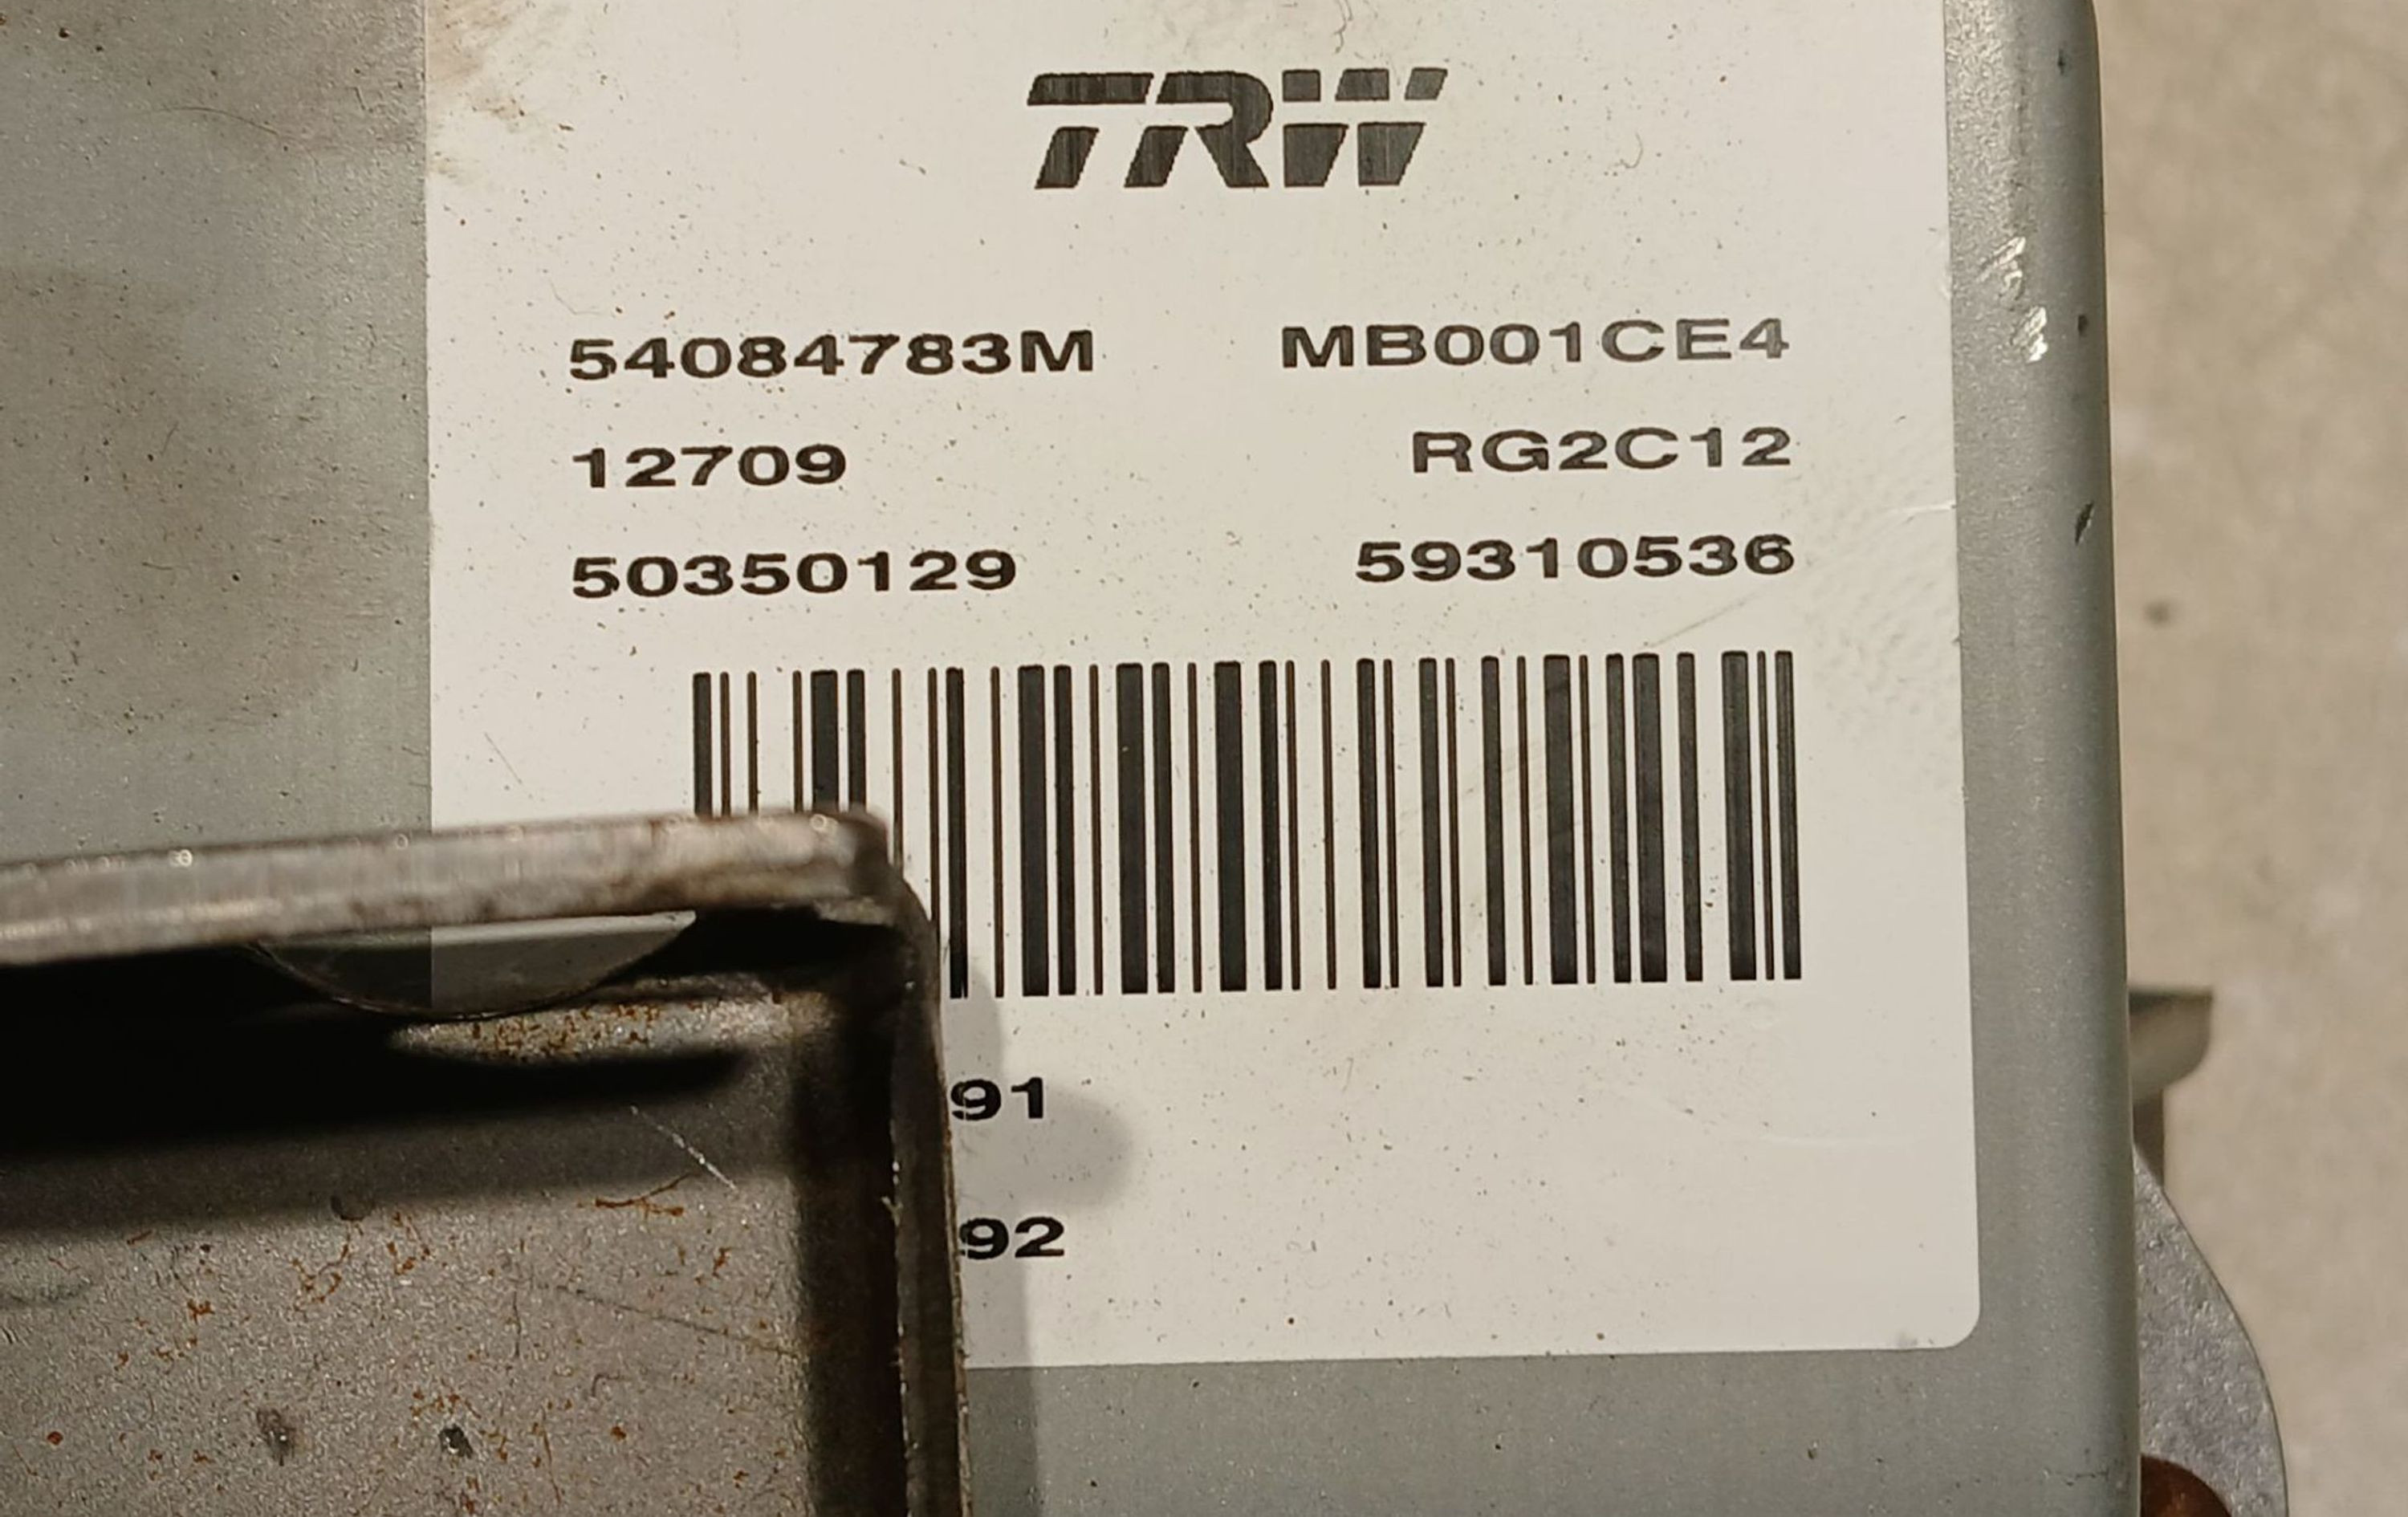 TRW
54084783M MB001CE4
12709 RG2C12
50350129 59310536
91
92